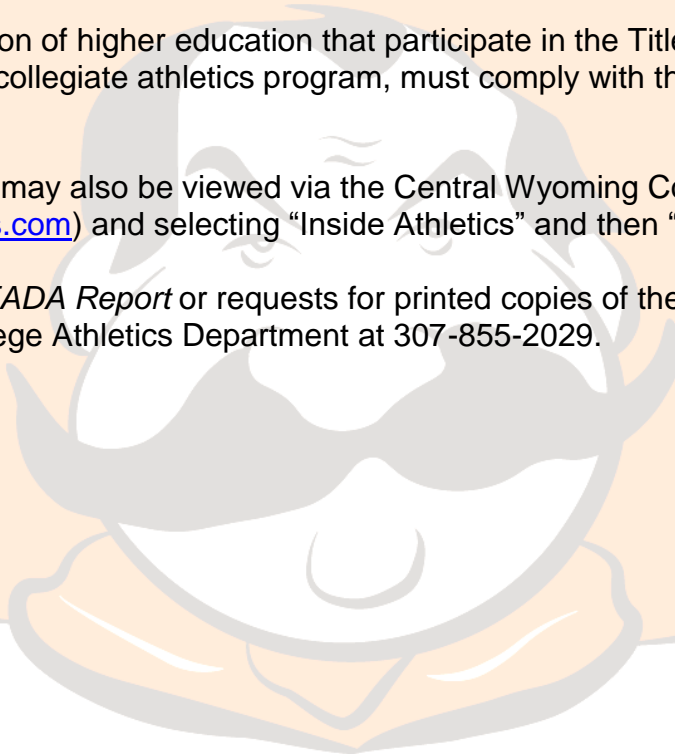 on of higher education that participate in the Title
collegiate athletics program, must comply with th
may also be viewed via the Central Wyoming Co
s.com) and selecting “Inside Athletics” and then “
ADA Report or requests for printed copies of the
ege Athletics Department at 307-855-2029.